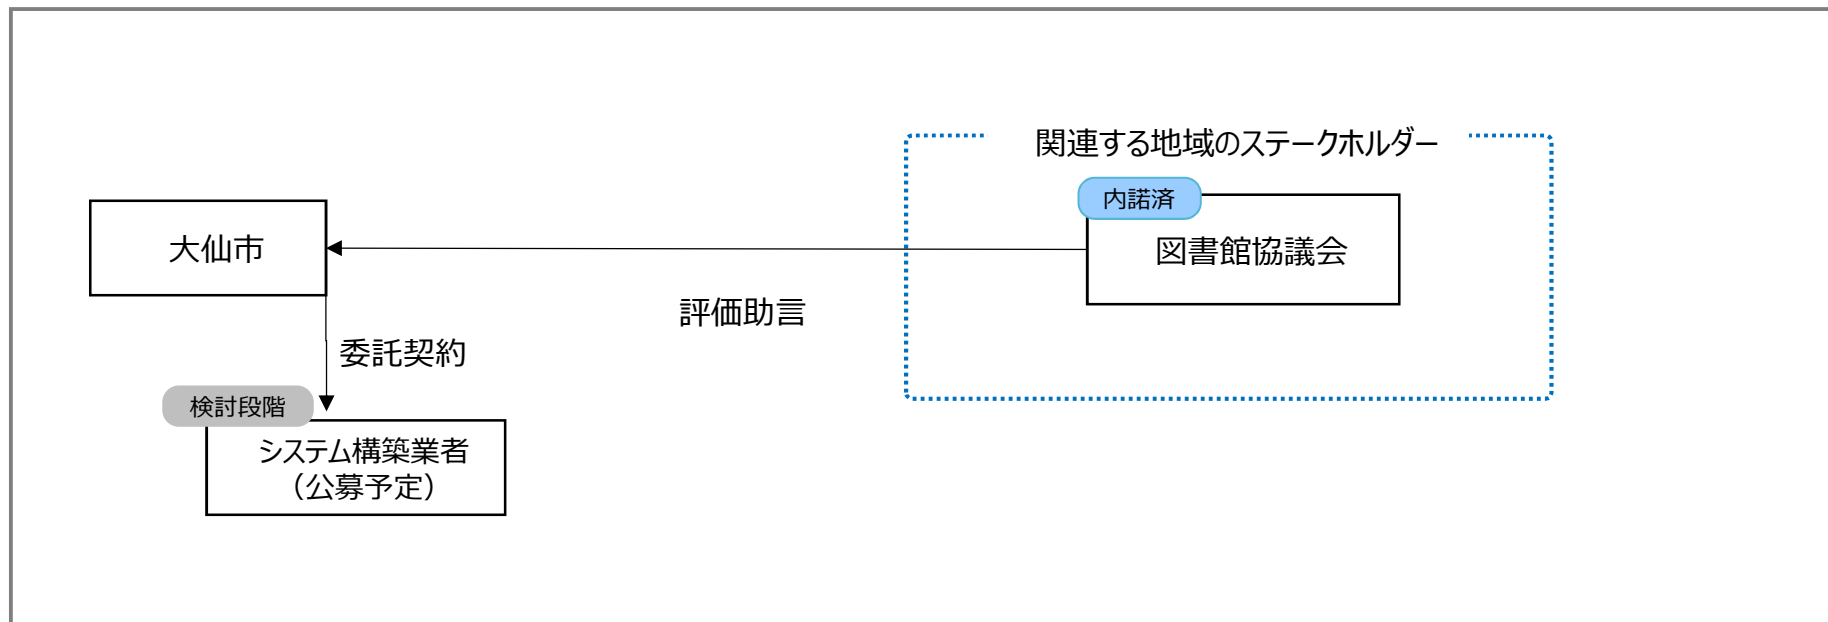 関連する地域のステークホルダー
内諾済
大仙市
図書館協議会
評価助言
委託契約
検討段階
システム構築業者
（公募予定）